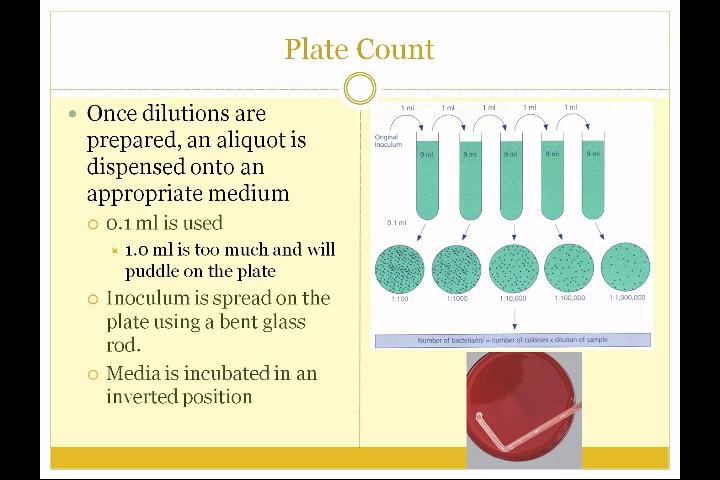 Plate Count
Once dilutions are
prepared, an aliquot is
dispensed onto an
appropriate medium
0.1 ml is used
1.0 ml is too much and will
puddle on the plate
Inoculum is spread on the
plate using a bent glass
rod.
Media is incubated in an
inverted position
1 ml 1 ml 1 ml 1 ml 1 ml
Original
Inoculum
9 ml 9 ml 9 ml 9 ml 9 ml
0.1 ml
1:100 1:1000 1:10,000 1:100,000 1:1,000,000
Number of bacteria/ml = number of colonies x dilution of sample